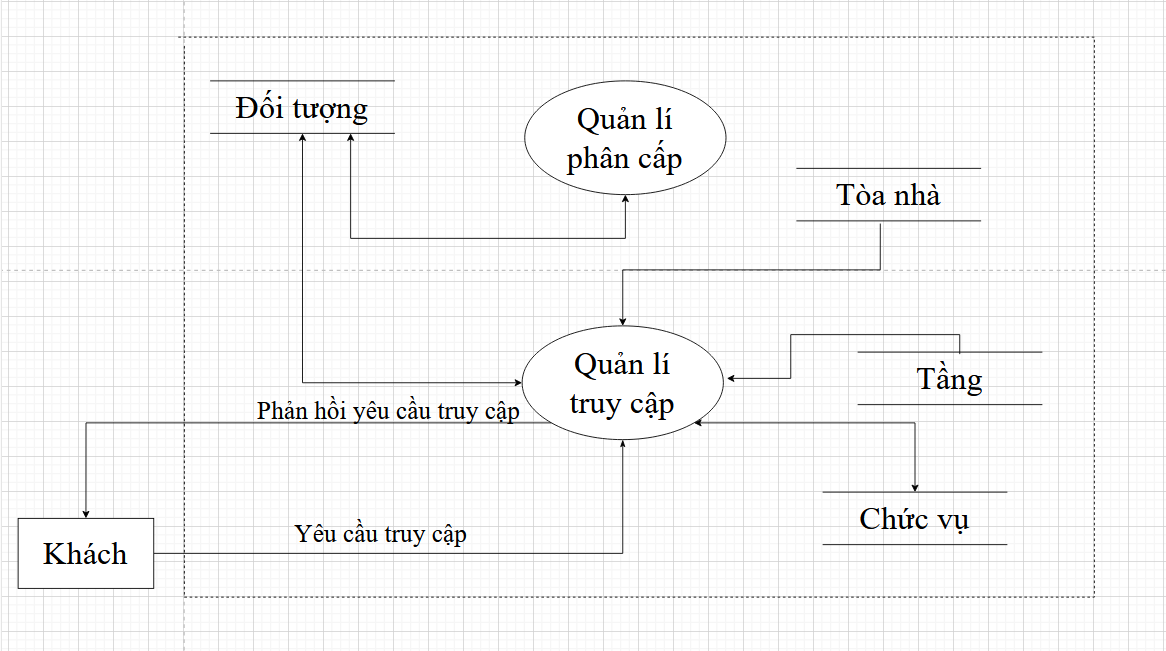 Đối tượng
Quản lí
phân cấp
Tòa nhà
Quản lí
truy cập
Tầng
Phản hồi yêu cầu truy cập
Chức vụ
Yêu cầu truy cập
Khách